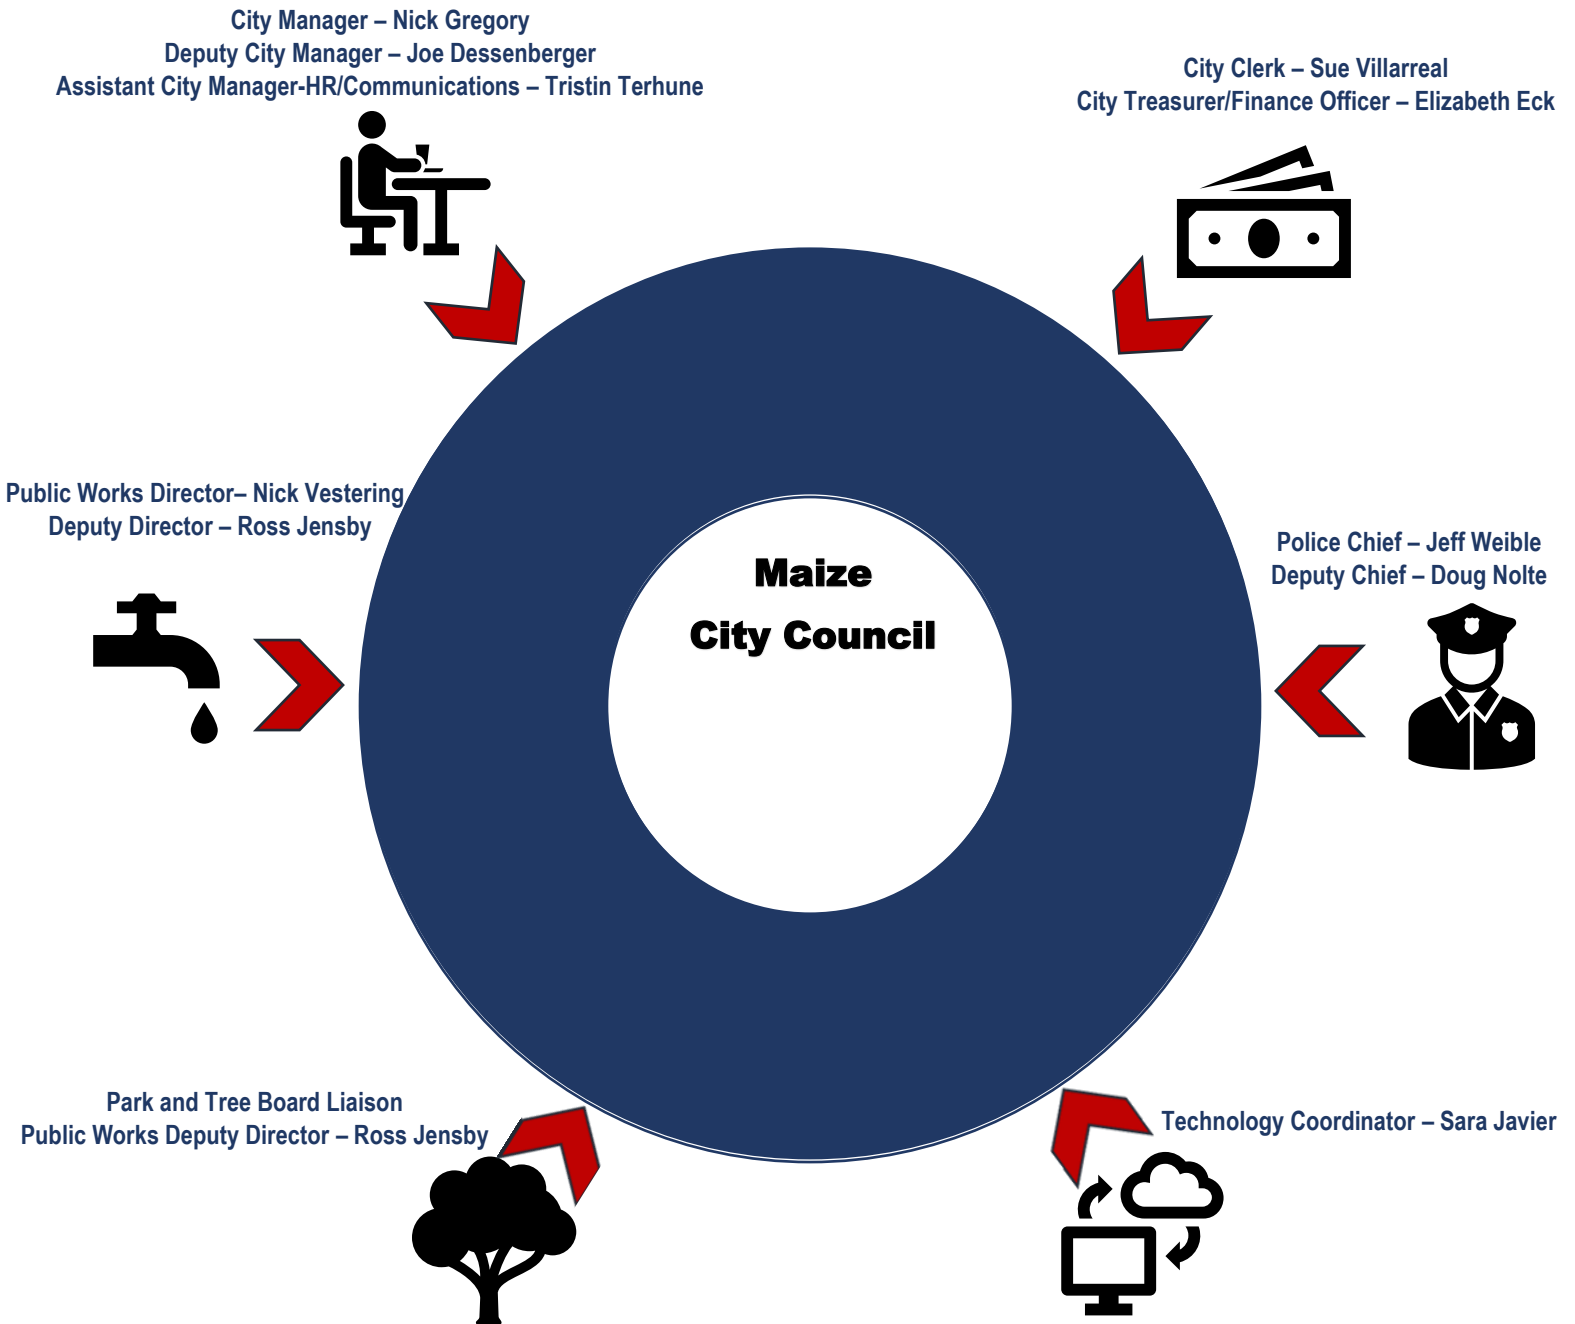 City Manager – Nick Gregory
Deputy City Manager – Joe Dessenberger
Assistant City Manager-HR/Communications – Tristin Terhune
City Clerk – Sue Villarreal
City Treasurer/Finance Officer – Elizabeth Eck
Public Works Director– Nick Vestering
Deputy Director – Ross Jensby
Maize
City Council
Police Chief – Jeff Weible
Deputy Chief – Doug Nolte
Park and Tree Board Liaison
Public Works Deputy Director – Ross Jensby
Technology Coordinator – Sara Javier